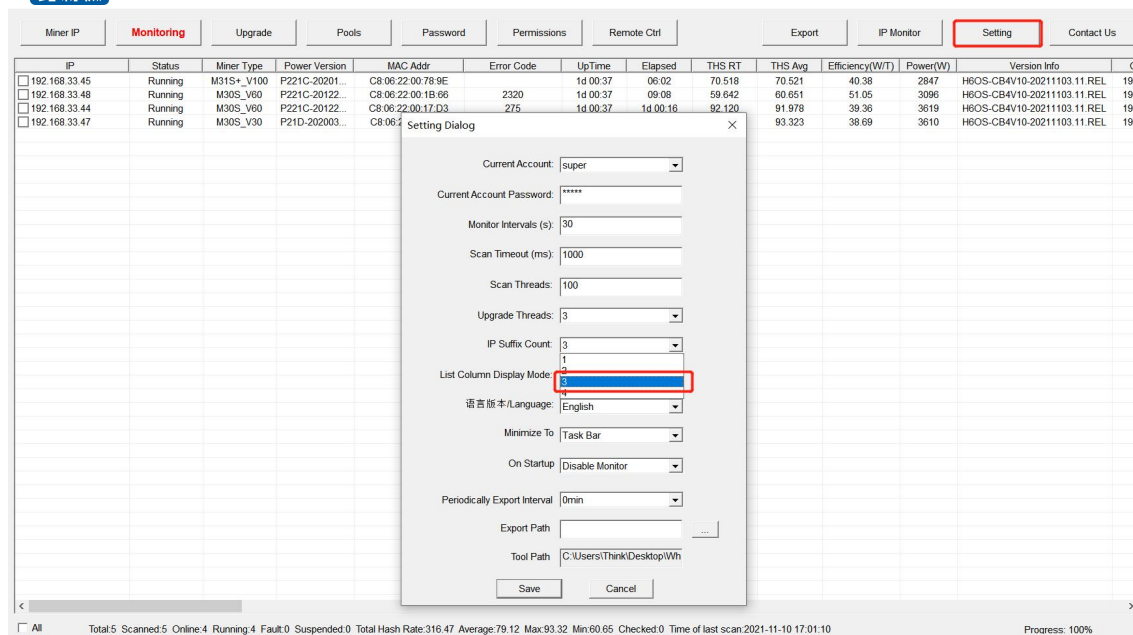 Miner IP Monitoring Upgrade Pools Password Permissions Remote Ctrl Export IP Monitor Setting Contact Us
IP Status Miner Type Power Version MAC Addr Error Code UpTime Elapsed THS RT THS Avg Efficiency(W/T) Power(W) Version Info
192.168.33.45 Running M31S+_V100 P221C-20201... C8:06:22:00:78:9E 1d 00:37 06:02 70.518 70.521 40.38 2847 H6OS-CB4V10-20211103.11.REL 19
192.168.33.48 Running M30S_V60 P221C-20122... C8:06:22:00:1B:66 2320 1d 00:37 09:08 59.642 60.651 51.05 3096 H6OS-CB4V10-20211103.11.REL 19
192.168.33.44 Running M30S_V60 P221C-20122... C8:06:22:00:17:D3 275 1d 00:37 1d 00:16 92.120 91.978 39.36 3619 H6OS-CB4V10-20211103.11.REL 19
192.168.33.47 Running M30S_V30 P21D-202003... C8:06:2 93.323 38.69 3610 H6OS-CB4V10-20211103.11.REL 19
Setting Dialog
Current Account: super
Current Account Password: *****
Monitor Intervals (s): 30
Scan Timeout (ms): 1000
Scan Threads: 100
Upgrade Threads: 3
IP Suffix Count: 3
1
2
List Column Display Mode: 3
4
语言版本/Language: English
Minimize To Task Bar
On Startup Disable Monitor
Periodically Export Interval 0min
Export Path ...
Tool Path C:\Users\Think\Desktop\Wh
Save Cancel
All Total:5 Scanned:5 Online:4 Running:4 Fault:0 Suspended:0 Total Hash Rate:316.47 Average:79.12 Max:93.32 Min:60.65 Checked:0 Time of last scan:2021-11-10 17:01:10 Progress: 100%